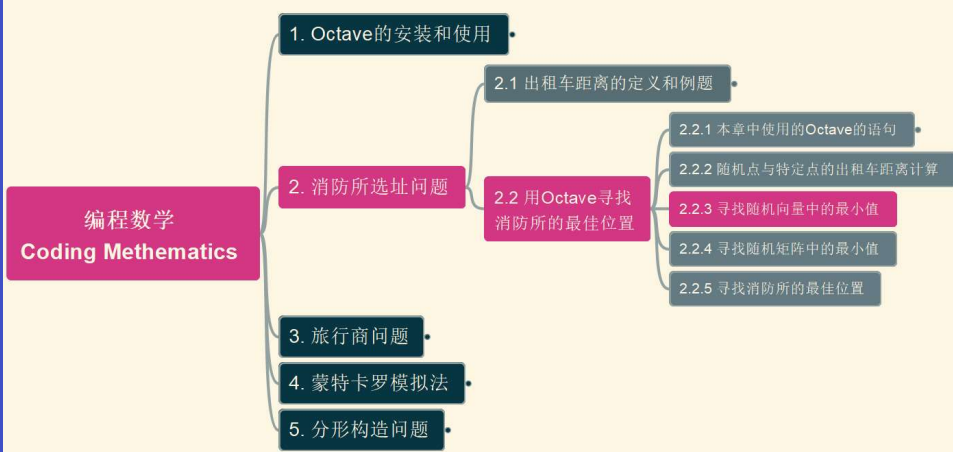 编程数学
Coding Methematics
1. Octave的安装和使用
2. 消防所选址问题
2.1 出租车距离的定义和例题
2.2 用Octave寻找
消防所的最佳位置
2.2.1 本章中使用的Octave的语句
2.2.2 随机点与特定点的出租车距离计算
2.2.3 寻找随机向量中的最小值
2.2.4 寻找随机矩阵中的最小值
2.2.5 寻找消防所的最佳位置
3. 旅行商问题
4. 蒙特卡罗模拟法
5. 分形构造问题